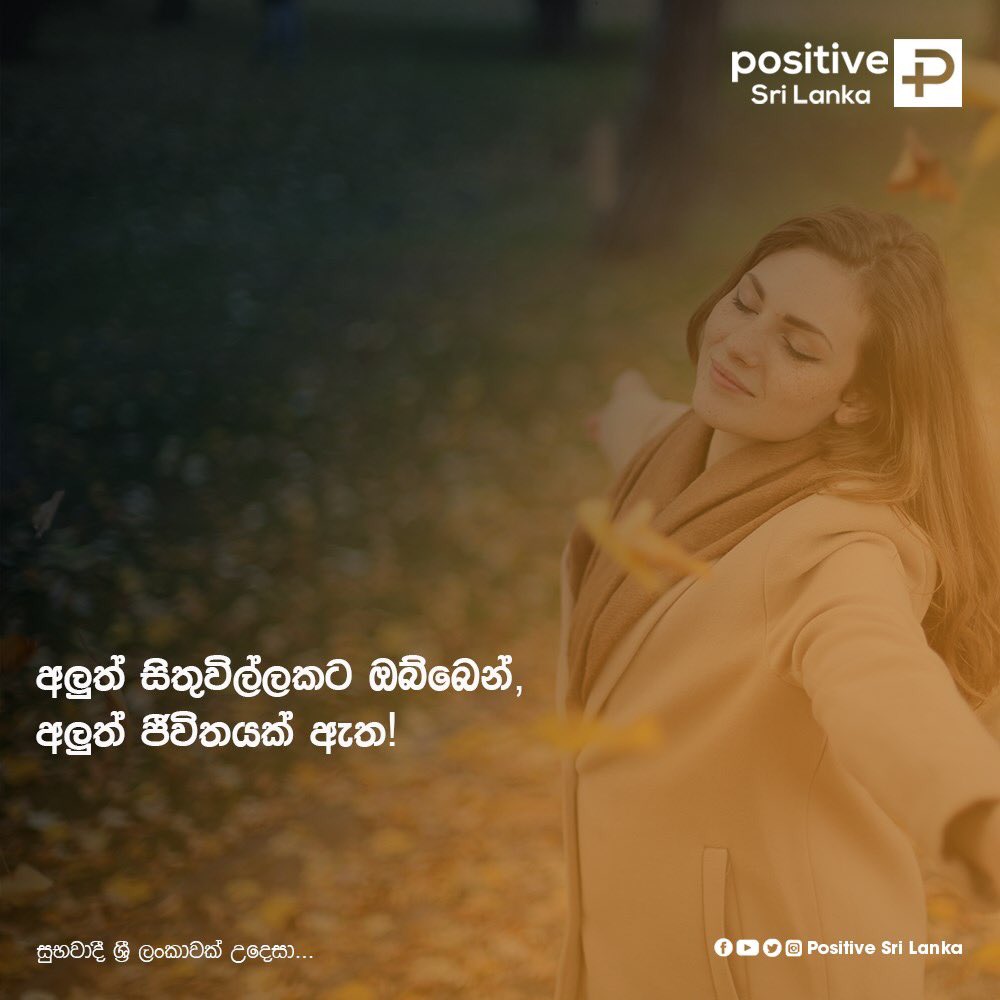 positive
Sri Lanka
අලුත් සිතුවිල්ලකට ඔබ්බෙන්,
අලුත් ජීවිතයක් ඇත!
සුභවාදී ශ්‍රී ලංකාවක් උදෙසා...
Positive Sri Lanka